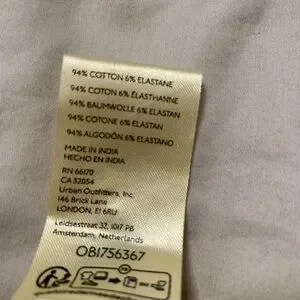 94% COTTON 6% ELASTANE
94% COTON 6% ÉLASTHANNE
94% BAUMWOLLE 6% ELASTAN
94% COTONE 6% ELASTAN
94% ALGODÓN 6% ELASTANO
MADE IN INDIA
HECHO EN INDIA
RN 66170
CA 32054
Urban Outfitters, Inc.
146 Brick Lane
LONDON, E1 6RU
Leidsestraat 32, 1017 PB
Amsterdam, Netherlands
OB1756367
FR